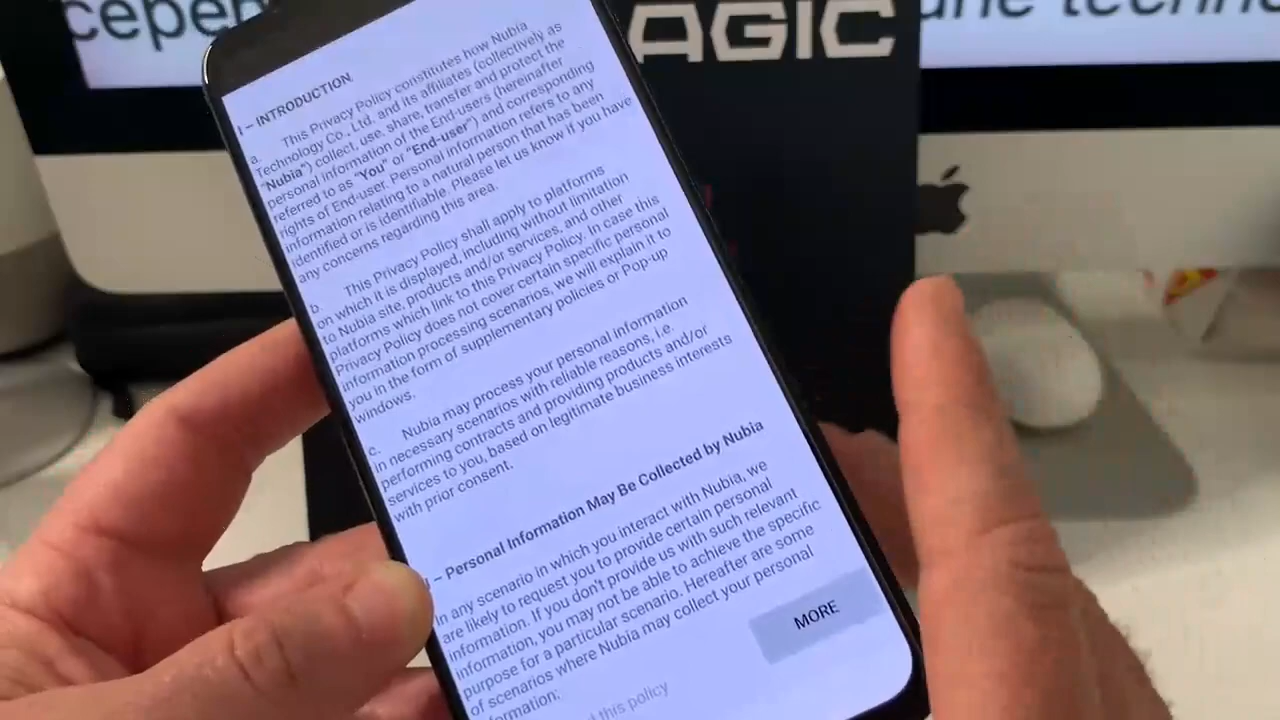 сере
ine techn
AGIC
I – INTRODUCTION
a. This Privacy Policy constitutes how Nubia
Technology Co., Ltd. and its affiliates (collectively as
"Nubia") collect, use, share, transfer and protect the
personal information of the End-users (hereinafter
referred to as "You" or "End-user") and corresponding
rights of End-user. Personal information refers to any
information relating to a natural person that has been
identified or is identifiable. Please let us know if you have
any concerns regarding this area.
b. This Privacy Policy shall apply to platforms
on which it is displayed, including without limitation
to Nubia site, products and/or services, and other
platforms which link to this Privacy Policy. In case this
Privacy Policy does not cover certain specific personal
information processing scenarios, we will explain it to
you in the form of supplementary policies or Pop-up
windows.
c. Nubia may process your personal information
in necessary scenarios with reliable reasons, i.e.
performing contracts and providing products and/or
services to you, based on legitimate business interests
with prior consent.
– Personal Information May Be Collected by Nubia
In any scenario in which you interact with Nubia, we
are likely to request you to provide certain personal
information. If you don't provide us with such relevant
information, you may not be able to achieve the specific
purpose for a particular scenario. Hereafter are some
of scenarios where Nubia may collect your personal
formation:
MORE
this policy